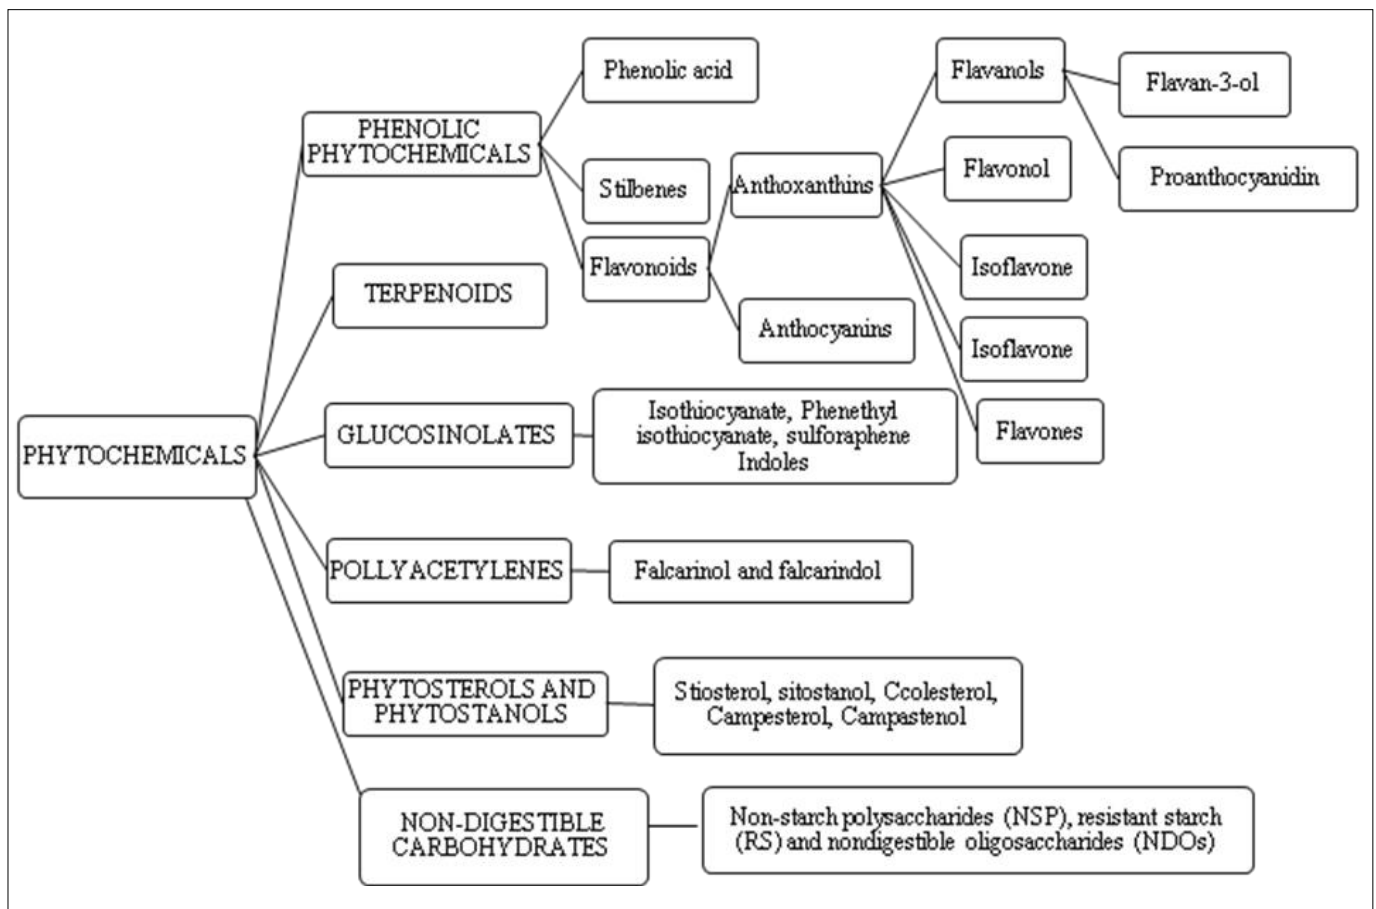 Phenolic acid
Flavanols
Flavan-3-ol
PHENOLIC
PHYTOCHEMICALS
Stilbenes
Anthoxanthins
Flavonol
Proanthocyanidin
Flavonoids
Isoflavone
TERPENOIDS
Anthocyanins
Isoflavone
PHYTOCHEMICALS
GLUCOSINOLATES
Isothiocyanate, Phenethyl
isothiocyanate, sulforaphene
Indoles
Flavones
POLLYACETYLENES
Falcarinol and falcarindol
PHYTOSTEROLS AND
PHYTOSTANOLS
Stiosterol, sitostanol, Ccolesterol,
Campesterol, Campastenol
NON-DIGESTIBLE
CARBOHYDRATES
Non-starch polysaccharides (NSP), resistant starch
(RS) and nondigestible oligosaccharides (NDOs)